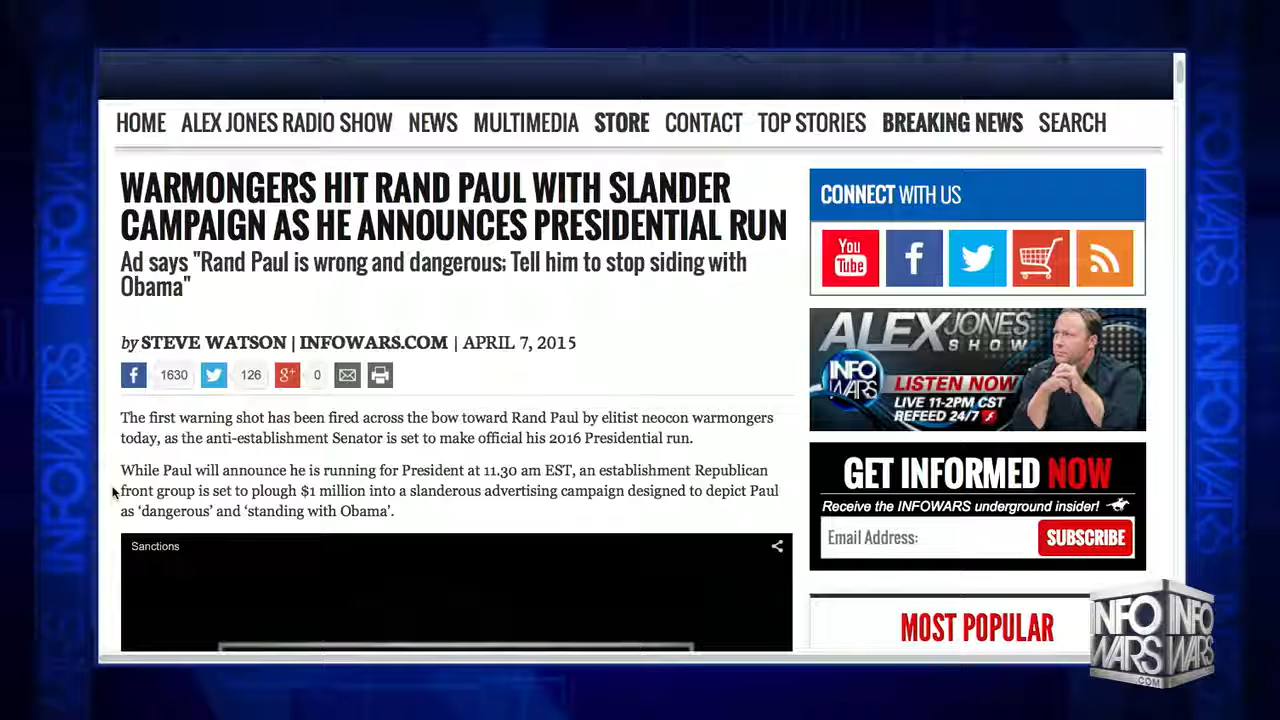 HOME ALEX JONES RADIO SHOW NEWS MULTIMEDIA STORE CONTACT TOP STORIES BREAKING NEWS SEARCH
WARMONGERS HIT RAND PAUL WITH SLANDER
CAMPAIGN AS HE ANNOUNCES PRESIDENTIAL RUN
Ad says "Rand Paul is wrong and dangerous: Tell him to stop siding with
Obama"
by STEVE WATSON | INFOWARS.COM | APRIL 7, 2015
1630 126 0
The first warning shot has been fired across the bow toward Rand Paul by elitist neocon warmongers
today, as the anti-establishment Senator is set to make official his 2016 Presidential run.
While Paul will announce he is running for President at 11.30 am EST, an establishment Republican
front group is set to plough $1 million into a slanderous advertising campaign designed to depict Paul
as ‘dangerous’ and ‘standing with Obama’.
Sanctions
CONNECT WITH US
You
Tube
ALEX JONES
SHOW
INFO
WARS
LISTEN NOW
LIVE 11-2PM CST
REFEED 24/7
GET INFORMED NOW
Receive the INFOWARS underground insider!
Email Address:
SUBSCRIBE
MOST POPULAR
INFO INFO
WARS WARS
.COM
INFOWARS
INFOWARS